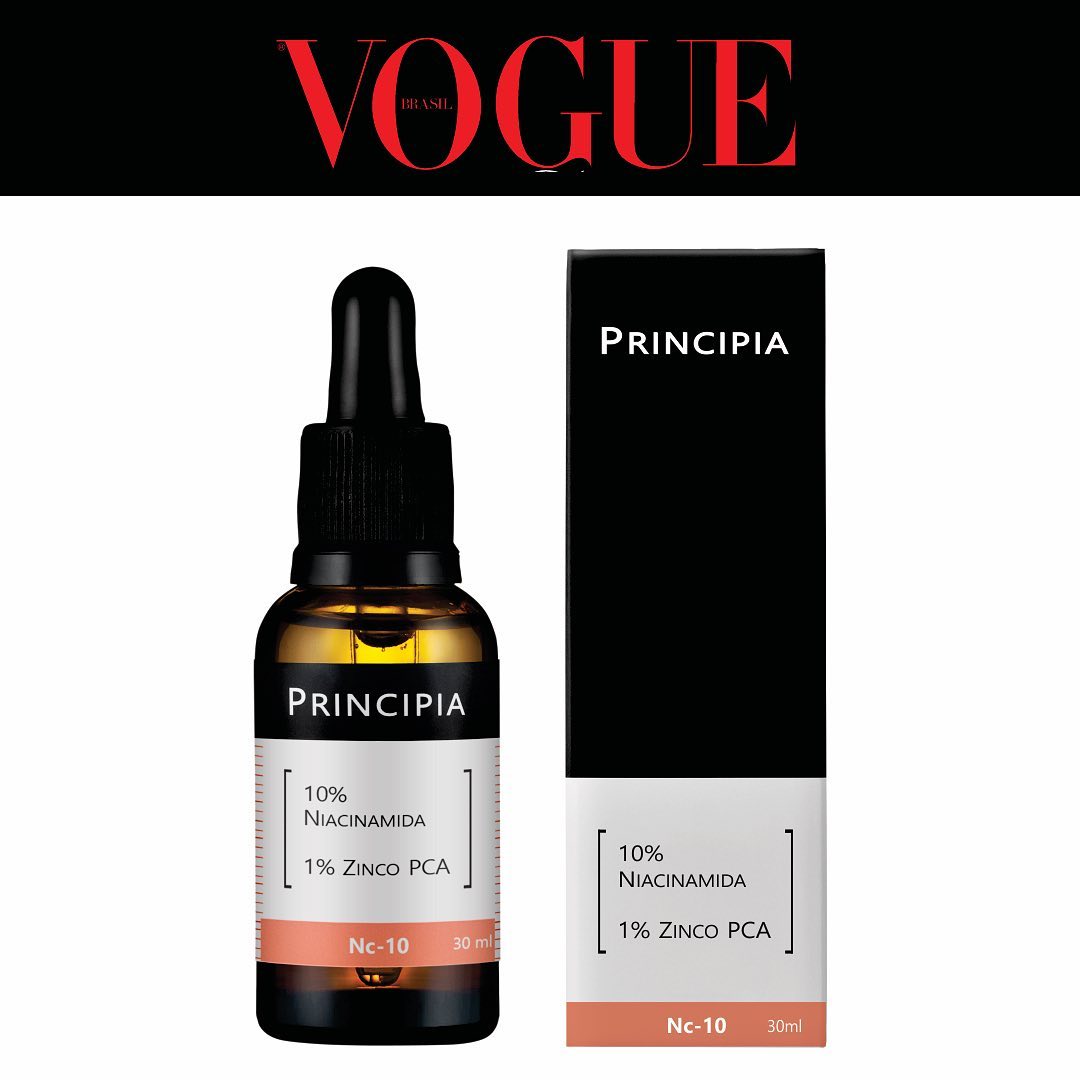 VOGUE
BRASIL
PRINCIPIA
10%
NIACINAMIDA
1% ZINCO PCA
Nc-10 30 ml
PRINCIPIA
10%
NIACINAMIDA
1% ZINCO PCA
Nc-10 30ml